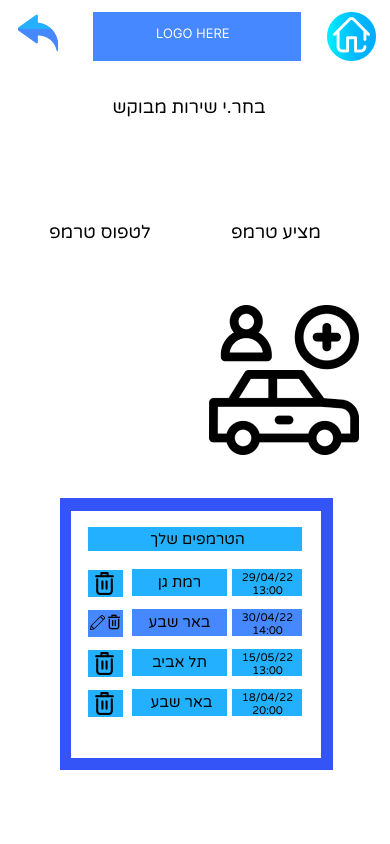 LOGO HERE
בחר.י שירות מבוקש
מציע טרמפ
לטפוס טרמפ
הטרמפים שלך
29/04/22
13:00
רמת גן
30/04/22
14:00
באר שבע
15/05/22
13:00
תל אביב
18/04/22
20:00
באר שבע